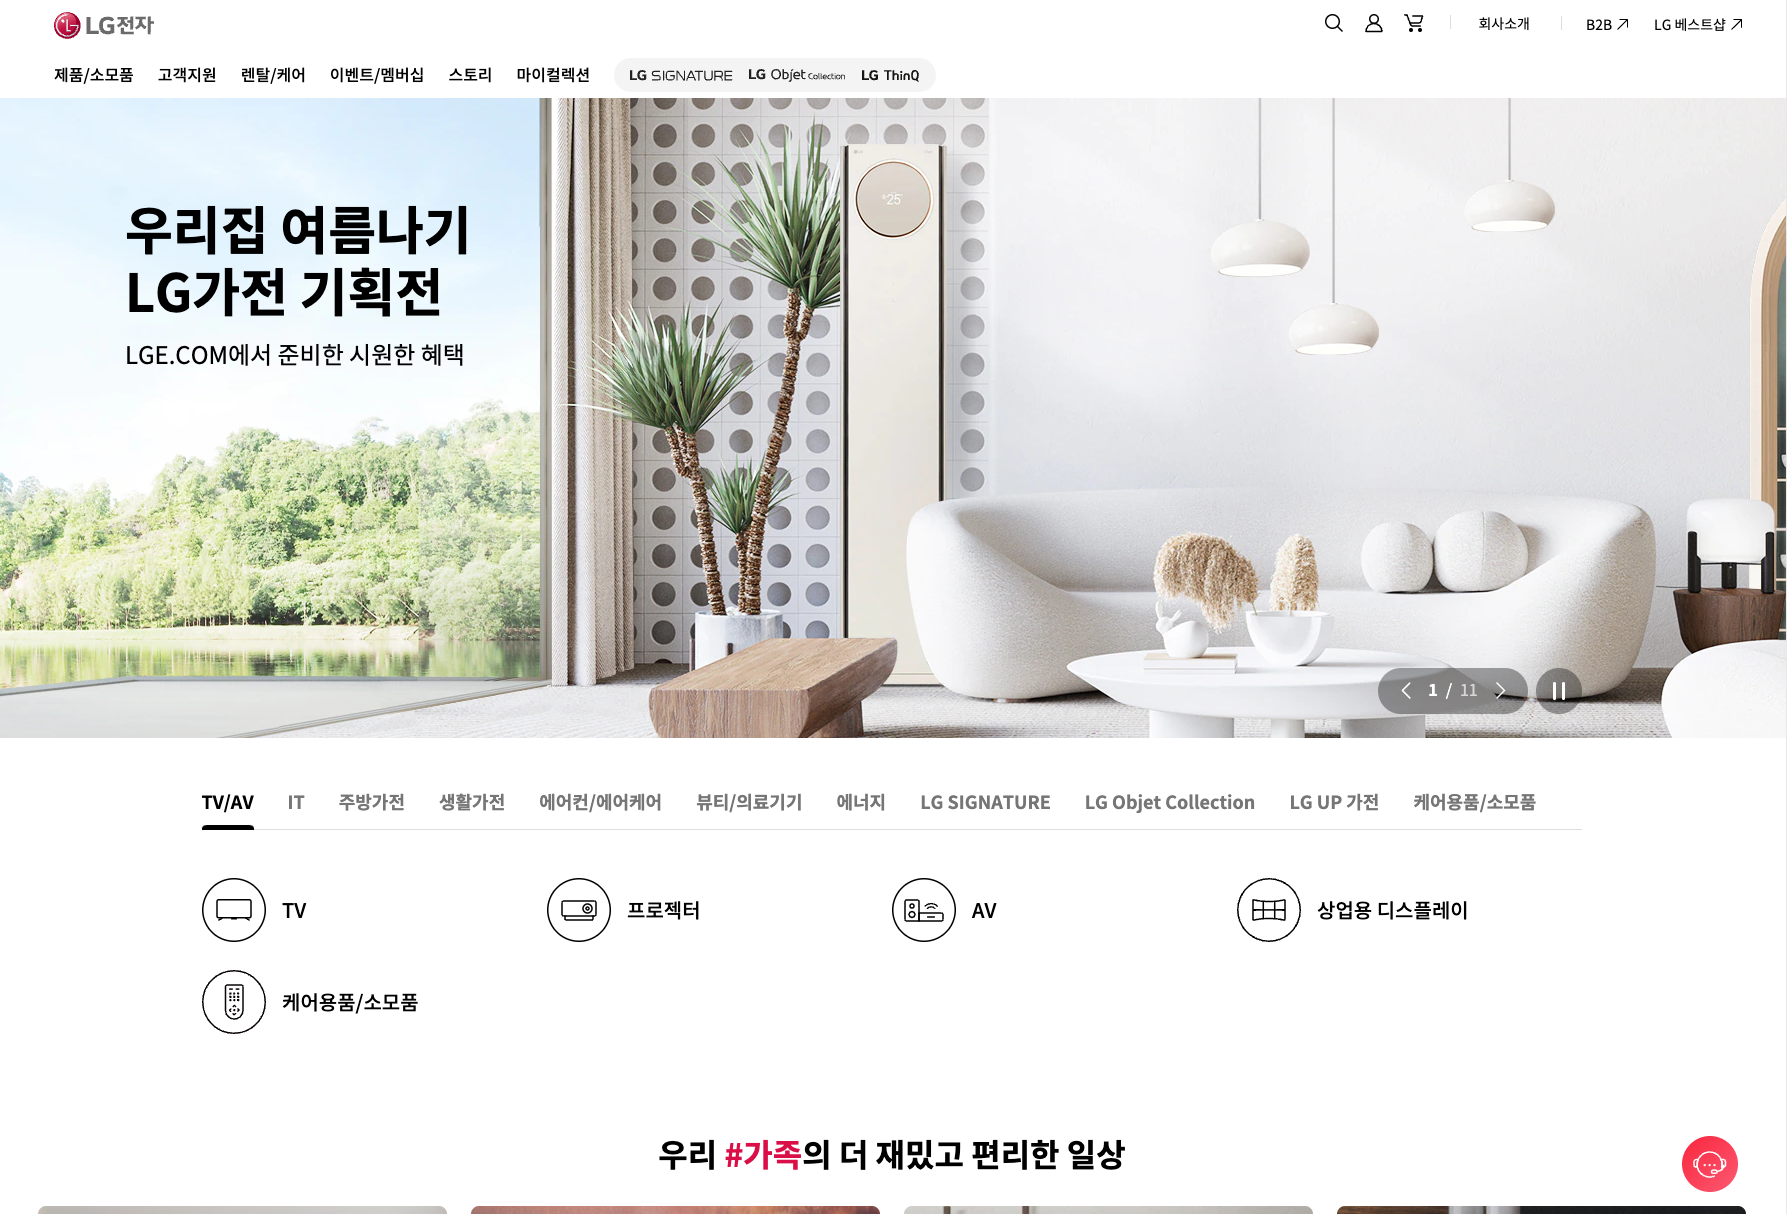 LG전자
회사소개
B2B
LG 베스트샵
제품/소모품 고객지원 렌탈/케어 이벤트/멤버십 스토리 마이컬렉션 LG SIGNATURE LG Objet Collection LG ThinQ
우리집 여름나기
LG가전 기획전
LGE.COM에서 준비한 시원한 혜택
25
1 / 11
TV/AV IT 주방가전 생활가전 에어컨/에어케어 뷰티/의료기기 에너지 LG SIGNATURE LG Objet Collection LG UP 가전 케어용품/소모품
TV
프로젝터
AV
상업용 디스플레이
케어용품/소모품
우리 #가족의 더 재밌고 편리한 일상